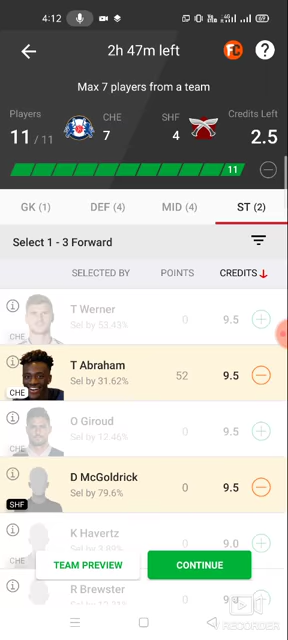 4:12
2h 47m left
Max 7 players from a team
Players
11 / 11
CHE
7
SHF
4
Credits Left
2.5
11
GK (1) DEF (4) MID (4) ST (2)
Select 1 - 3 Forward
SELECTED BY POINTS CREDITS
T Werner
Sel by 53.43%
0 9.5
CHE
T Abraham
Sel by 31.62%
52 9.5
CHE
O Giroud
Sel by 12.46%
0 9.5
CHE
D McGoldrick
Sel by 79.6%
0 9.5
SHF
K Havertz
0 9.0
CHE
TEAM PREVIEW CONTINUE
R Brewster
RECORDER